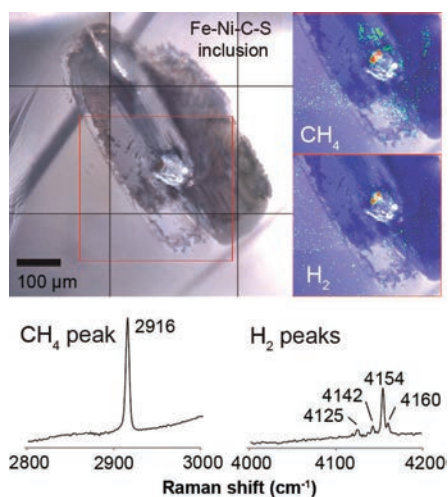 Fe-Ni-C-S
inclusion
CH₄
H₂
100 µm
CH₄ peak
2916
H₂ peaks
4154
4142
4160
4125
2800 2900 3000 4000 4100 4200
Raman shift (cm⁻¹)